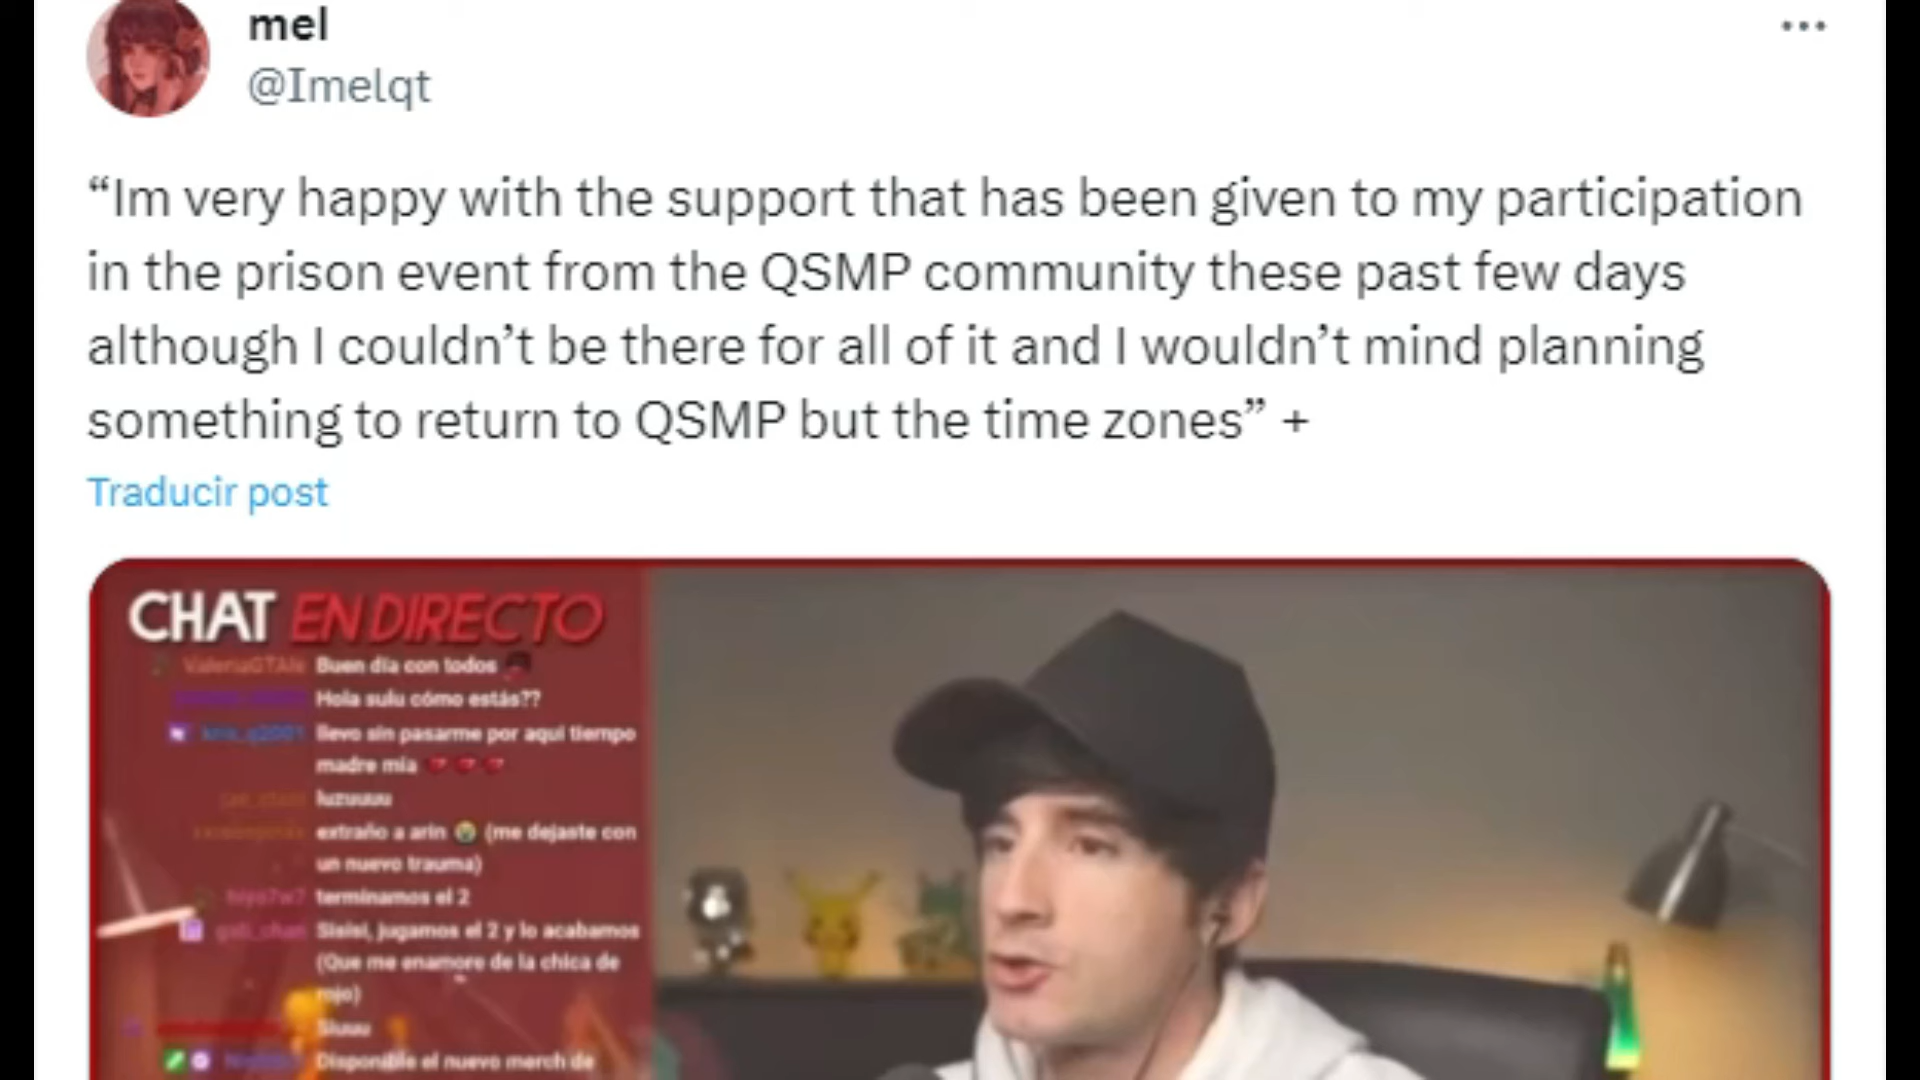 mel
@Imelqt
“Im very happy with the support that has been given to my participation
in the prison event from the QSMP community these past few days
although I couldn’t be there for all of it and I wouldn’t mind planning
something to return to QSMP but the time zones” +
Traducir post
CHAT EN DIRECTO
Buen día con todos
Hola sulu cómo estás??
llevo sin pasarme por aquí tiempo
madre mía
luzuuuu
extraño a arin (me dejaste con
un nuevo trauma)
terminamos el 2
Sisisi, jugamos el 2 y lo acabamos
(Que me enamore de la chica de
rojo)
Siuuu
Disponible el nuevo merch de